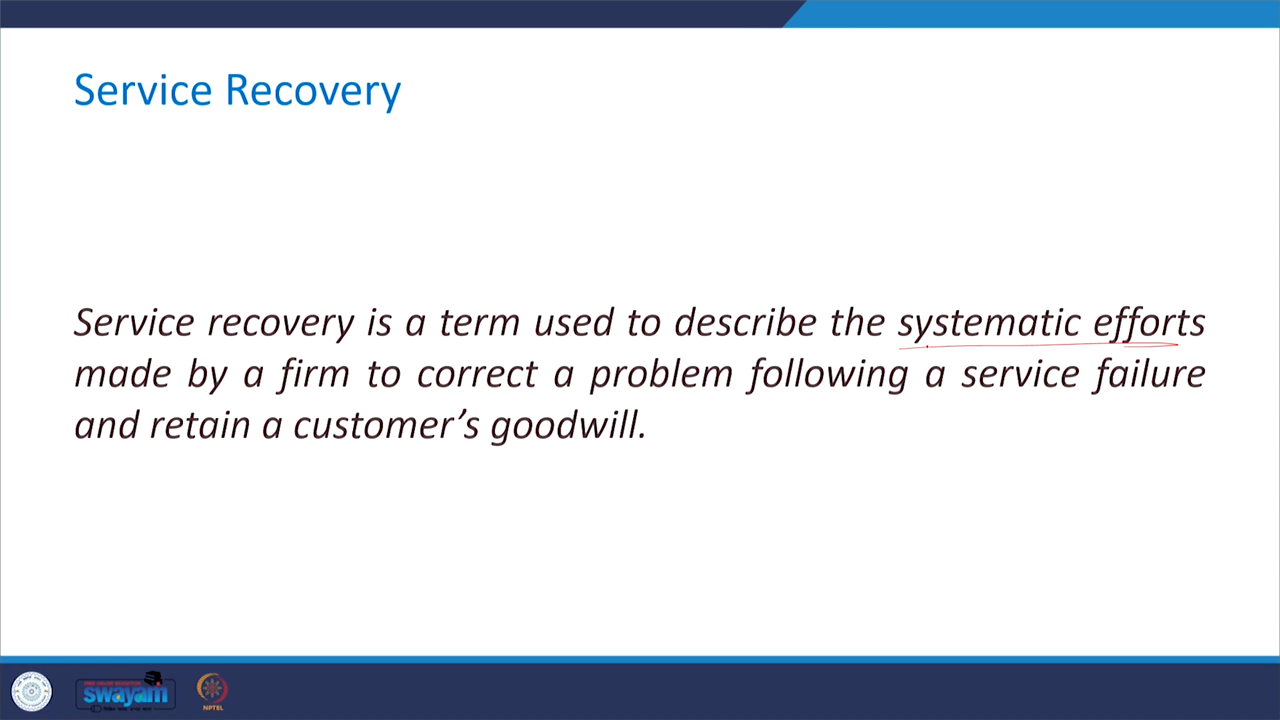 Service Recovery
Service recovery is a term used to describe the systematic efforts
made by a firm to correct a problem following a service failure
and retain a customer’s goodwill.
swayam
NPTEL